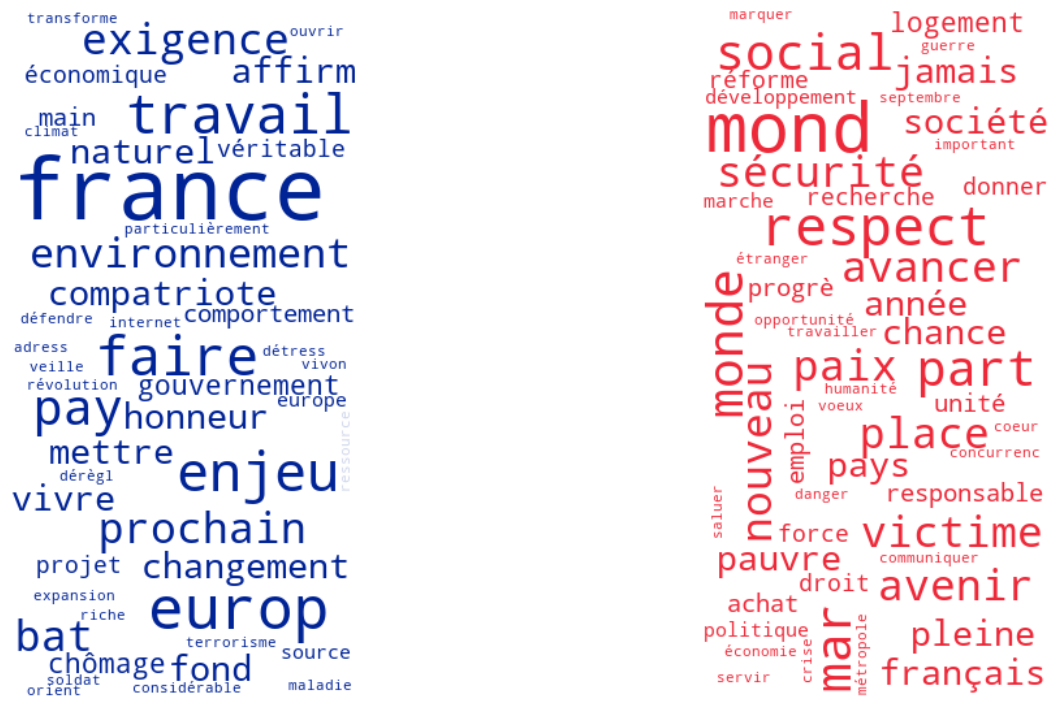 transforme
exigence
ouvrir
économique
affirm
travail
main
climat
naturel
véritable
france
particulièrement
environnement
compatriote
défendre
internet
comportement
adress
faire
détress
veille
vivon
révolution
gouvernement
europe
pay
honneur
ressource
mettre
dérègl
enjeu
vivre
prochain
projet
changement
expansion
riche
europ
bat
terrorisme
source
chômage
fond
soldat
orient
considérable
maladie
marquer
logement
social
guerre
réforme
jamais
développement
septembre
mond
société
important
sécurité
marche
recherche
donner
respect
étranger
avancer
monde
progrè
année
opportunité
travailler
chance
paix
part
humanité
nouveau
emploi
voeux
unité
place
coeur
concurrenc
pays
danger
responsable
saluer
force
victime
pauvre
communiquer
droit
avenir
achat
politique
mar
métropole
pleine
économie
crise
servir
français